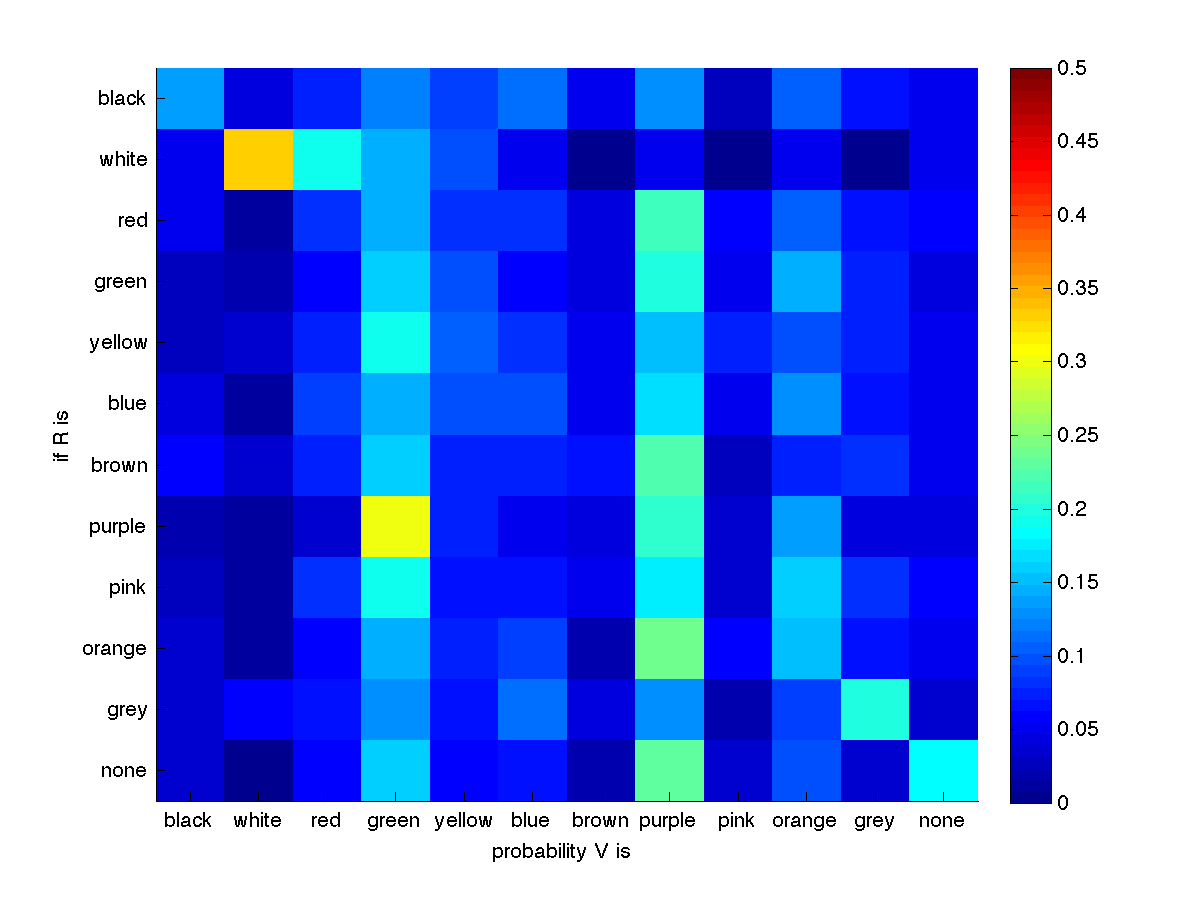 black
white
red
green
yellow
blue
brown
purple
pink
orange
grey
none
if R is
black white red green yellow blue brown purple pink orange grey none
probability V is
0.5
0.45
0.4
0.35
0.3
0.25
0.2
0.15
0.1
0.05
0